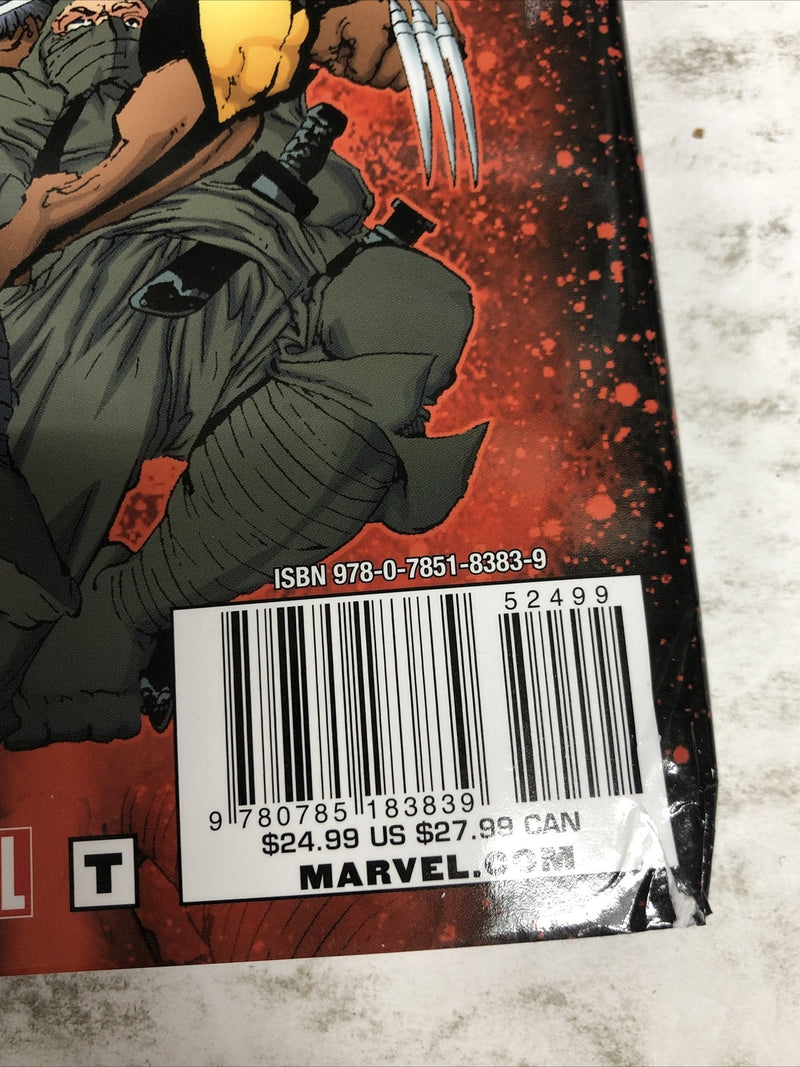 ISBN 978-0-7851-8383-9
52499
9 780785 183839
$24.99 US $27.99 CAN
MARVEL.COM
L
T